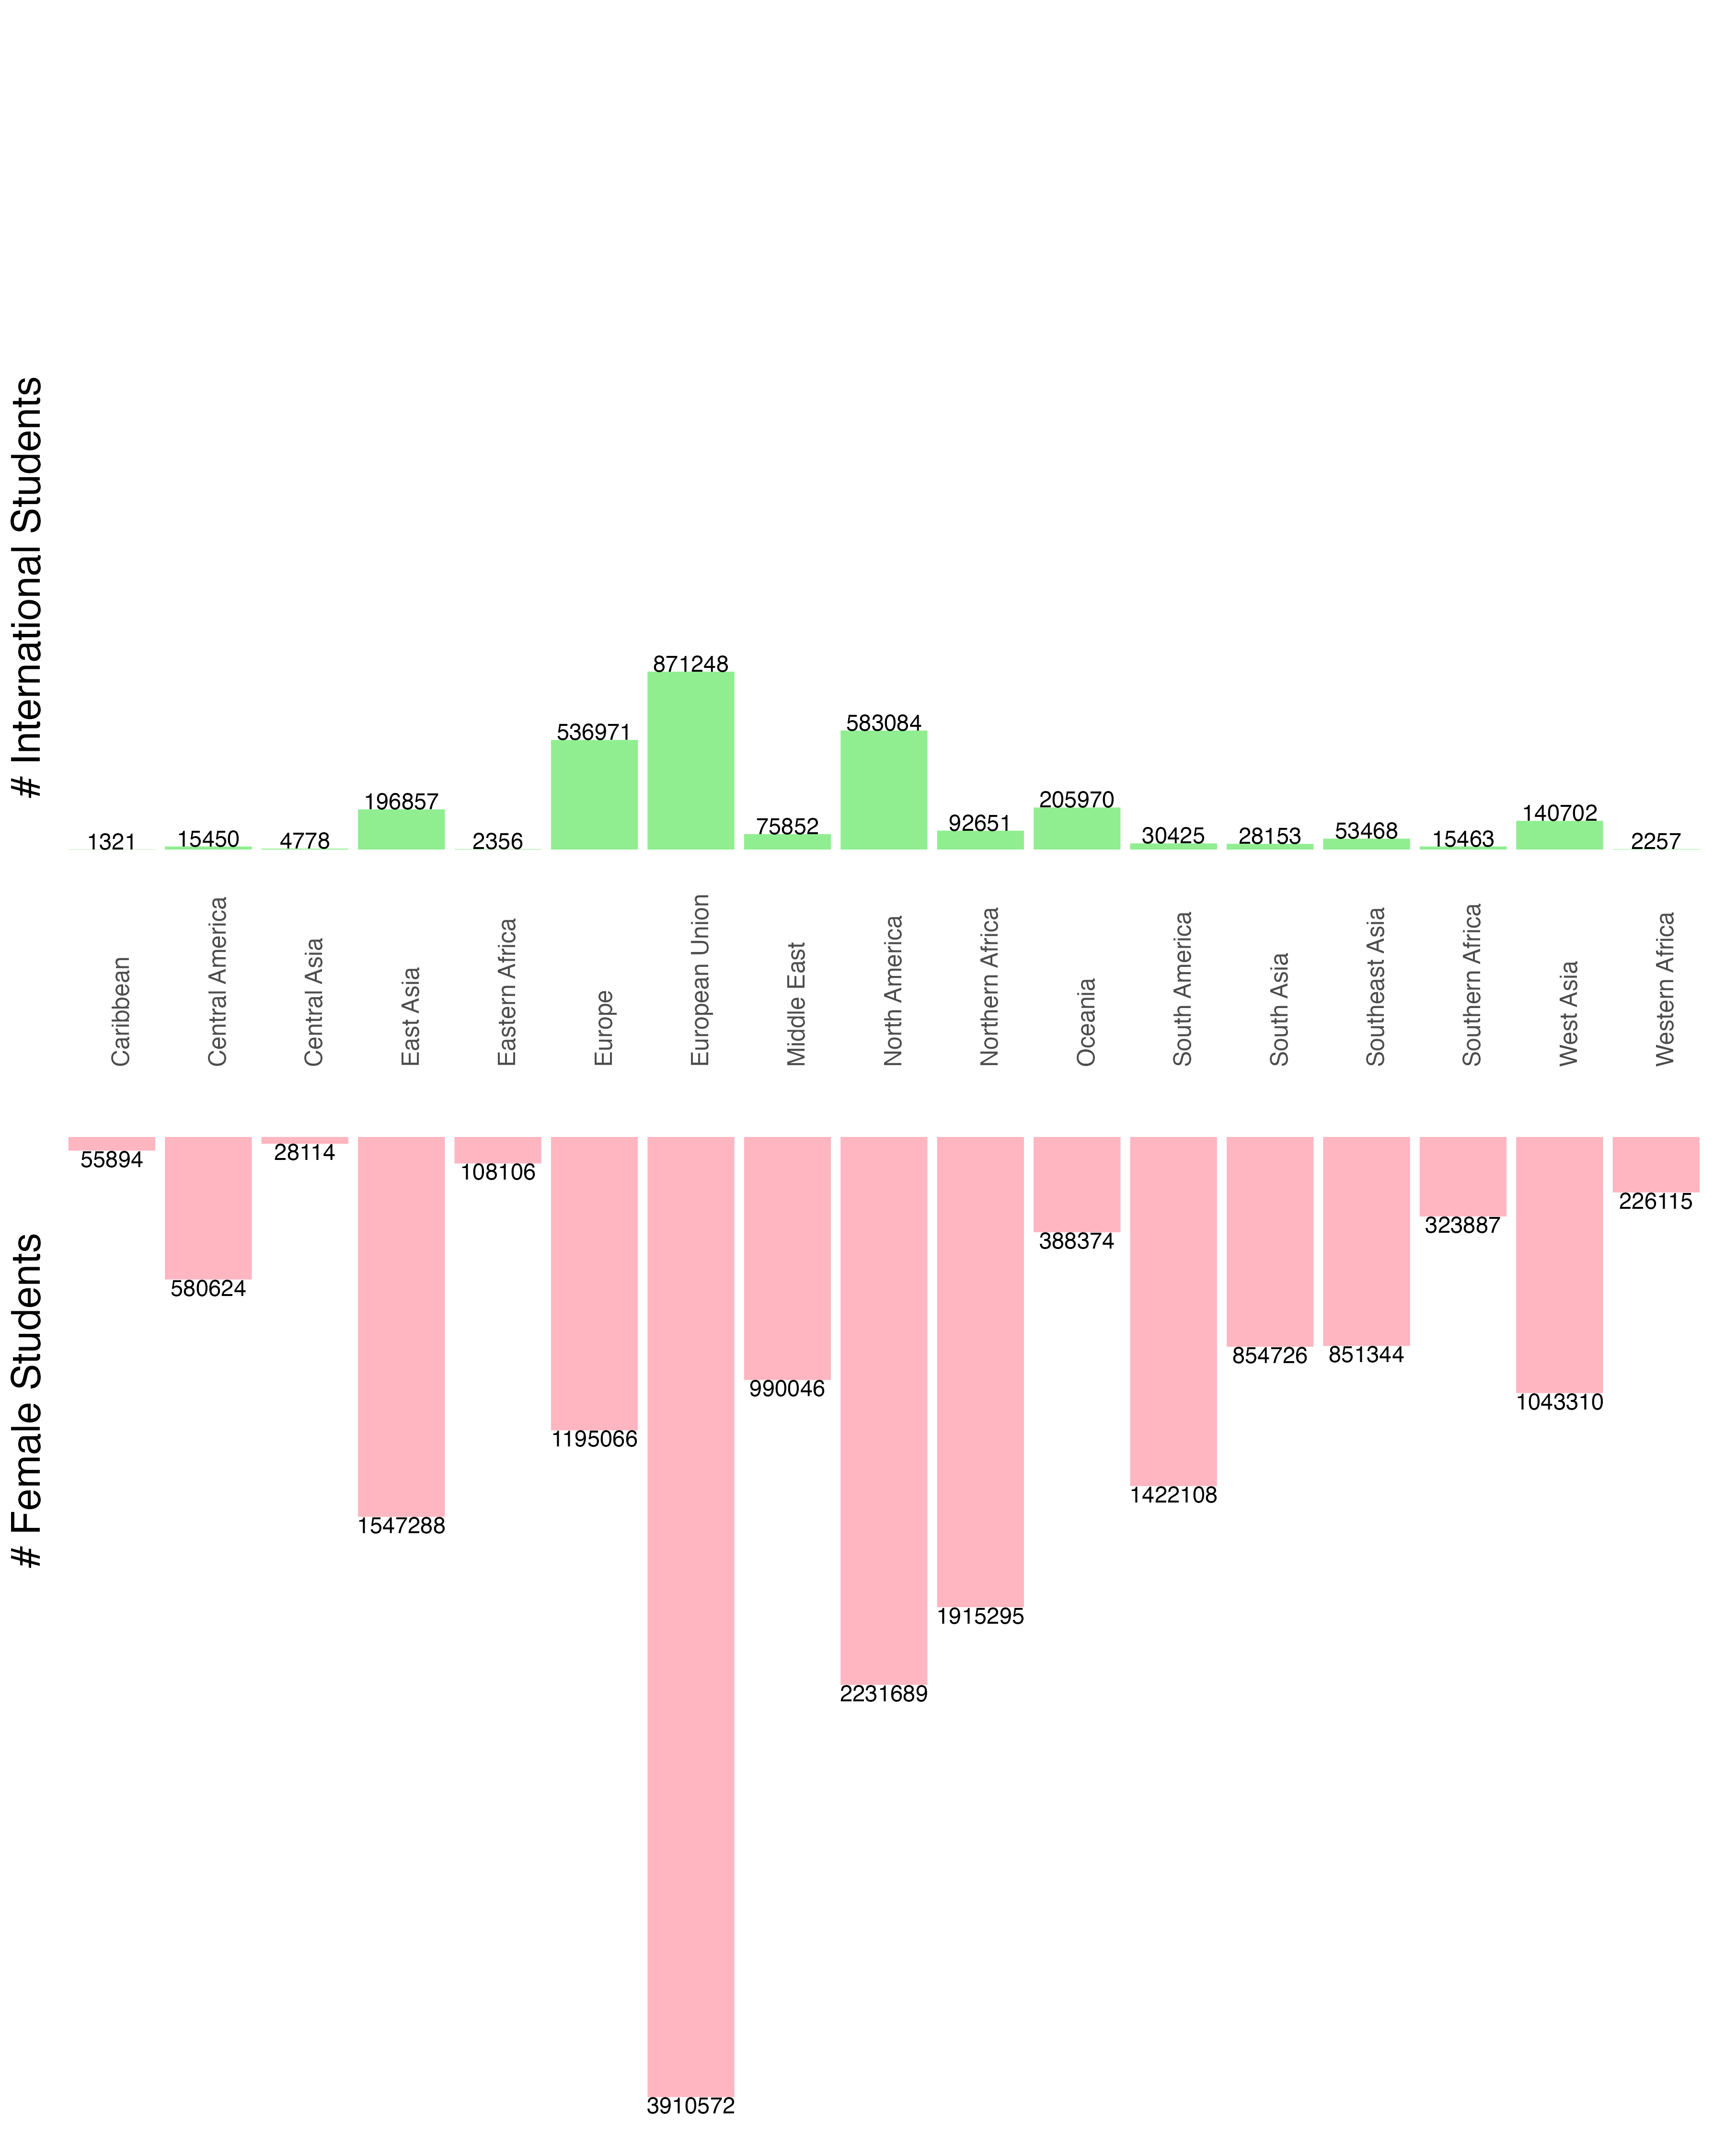 # International Students
1321
15450
4778
196857
2356
536971
871248
75852
583084
92651
205970
30425
28153
53468
15463
140702
2257
Caribbean
Central America
Central Asia
East Asia
Eastern Africa
Europe
European Union
Middle East
North America
Northern Africa
Oceania
South America
South Asia
Southeast Asia
Southern Africa
West Asia
Western Africa
# Female Students
55894
580624
28114
1547288
108106
1195066
3910572
990046
2231689
1915295
388374
1422108
854726
851344
323887
1043310
226115